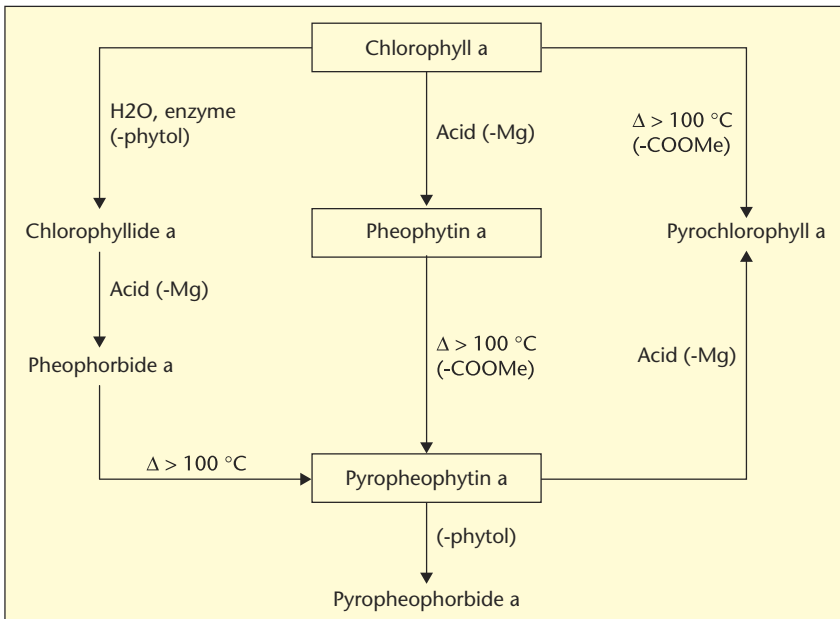 Chlorophyll a
H2O, enzyme
(-phytol)
Acid (-Mg)
Δ > 100 °C
(-COOMe)
Chlorophyllide a
Pheophytin a
Pyrochlorophyll a
Acid (-Mg)
Pheophorbide a
Δ > 100 °C
(-COOMe)
Acid (-Mg)
Δ > 100 °C
Pyropheophytin a
(-phytol)
Pyropheophorbide a